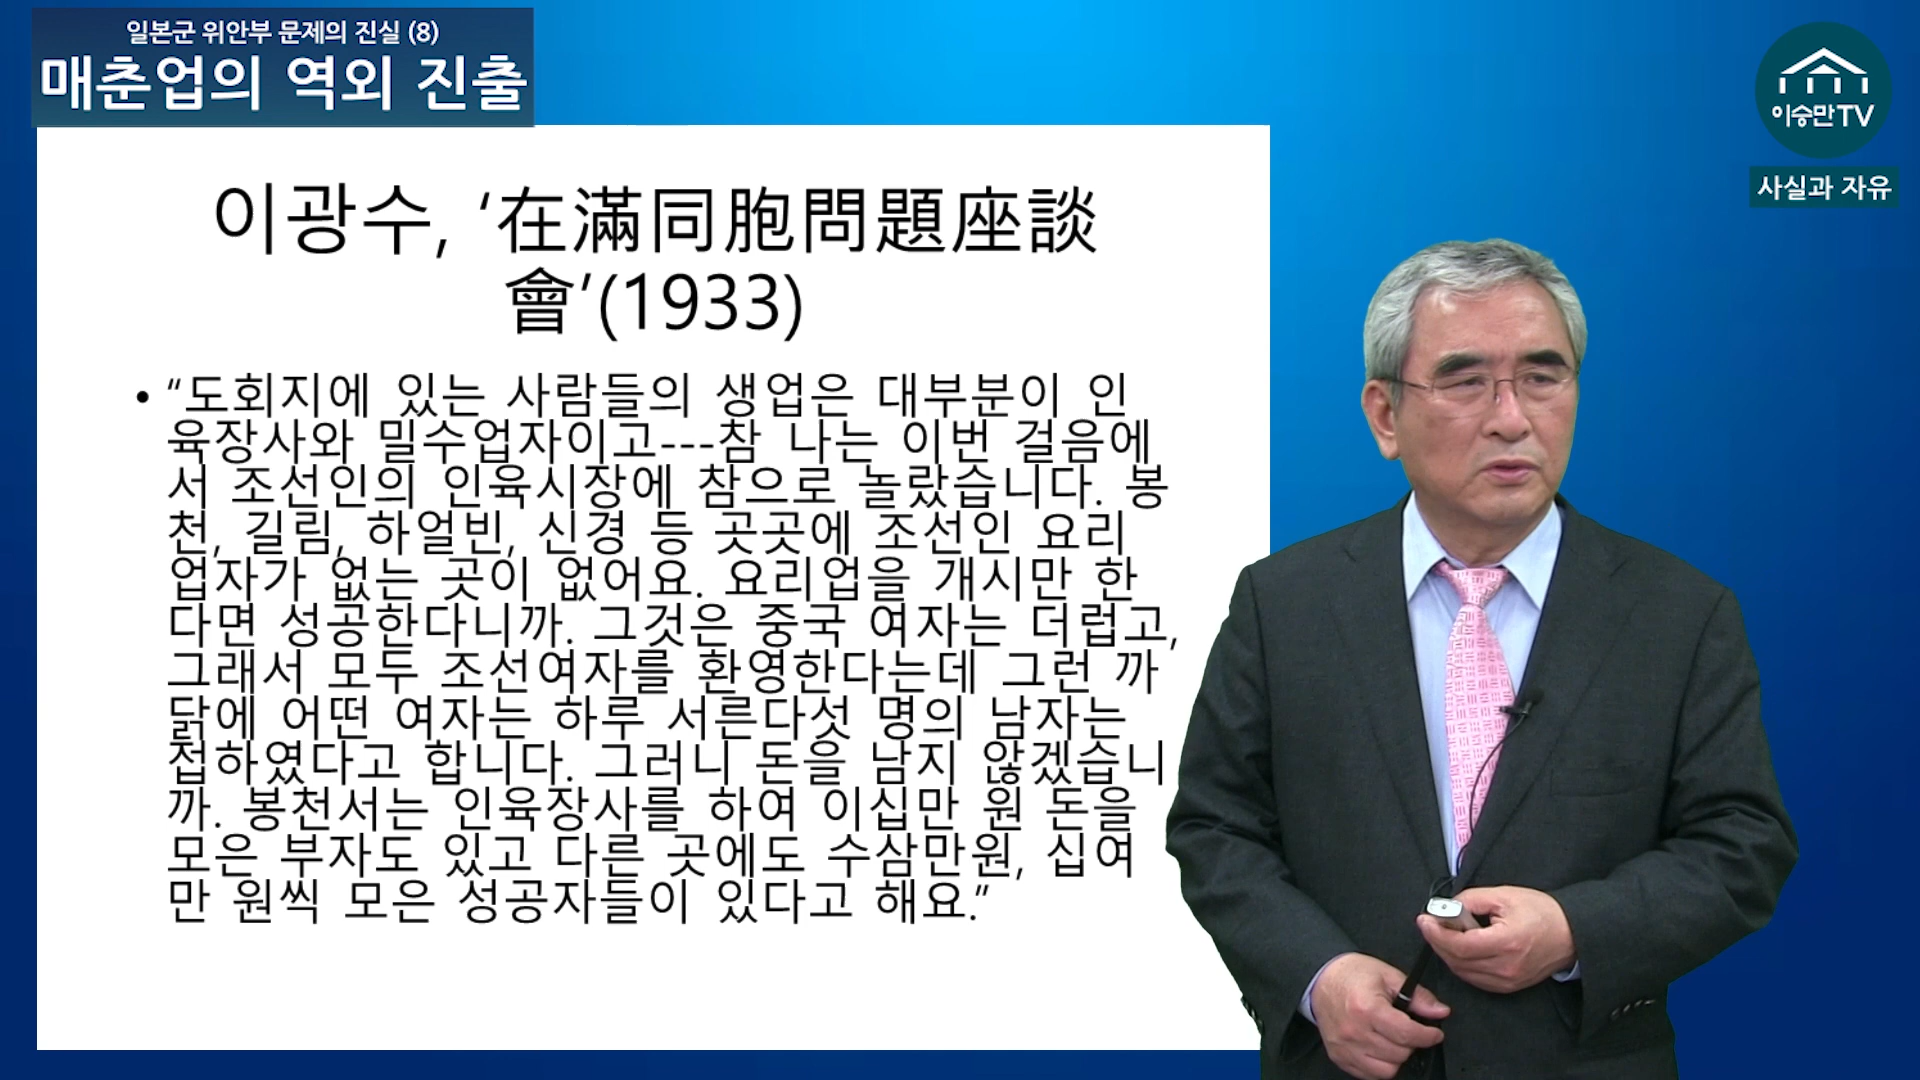 일본군 위안부 문제의 진실 (8)
매춘업의 역외 진출
이승만TV
사실과 자유
이광수, ‘在滿同胞問題座談
會’(1933)
• “도회지에 있는 사람들의 생업은 대부분이 인
육장사와 밀수업자이고---참 나는 이번 걸음에
서 조선인의 인육시장에 참으로 놀랐습니다. 봉
천, 길림, 하얼빈, 신경 등 곳곳에 조선인 요리
업자가 없는 곳이 없어요. 요리업을 개시만 한
다면 성공한다니까. 그것은 중국 여자는 더럽고,
그래서 모두 조선여자를 환영한다는데 그런 까
닭에 어떤 여자는 하루 서른다섯 명의 남자는
접하였다고 합니다. 그러니 돈을 남지 않겠습니
까. 봉천서는 인육장사를 하여 이십만 원 돈을
모은 부자도 있고 다른 곳에도 수삼만원, 십여
만 원씩 모은 성공자들이 있다고 해요.”